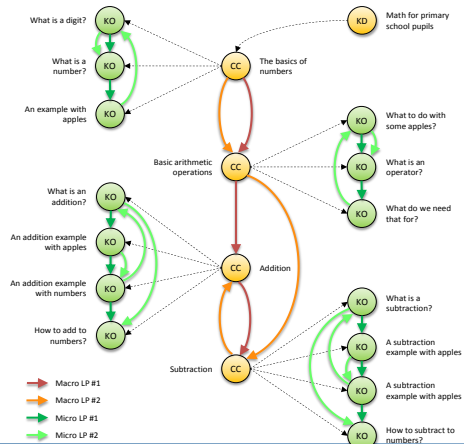 What is a digit?
KO
KD
Math for primary
school pupils
What is a
number?
KO
CC
The basics of
numbers
An example with
apples
KO
KO
What to do with
some apples?
Basic arithmetic
operations
CC
KO
What is an
operator?
What is an
addition?
KO
KO
What do we need
that for?
An addition example
with apples
KO
CC
Addition
An addition example
with numbers
KO
KO
What is a
subtraction?
How to add to
numbers?
KO
KO
A subtraction
example with apples
Subtraction
CC
KO
A subtraction
example with apples
KO
How to subtract to
numbers?
Macro LP #1
Macro LP #2
Micro LP #1
Micro LP #2